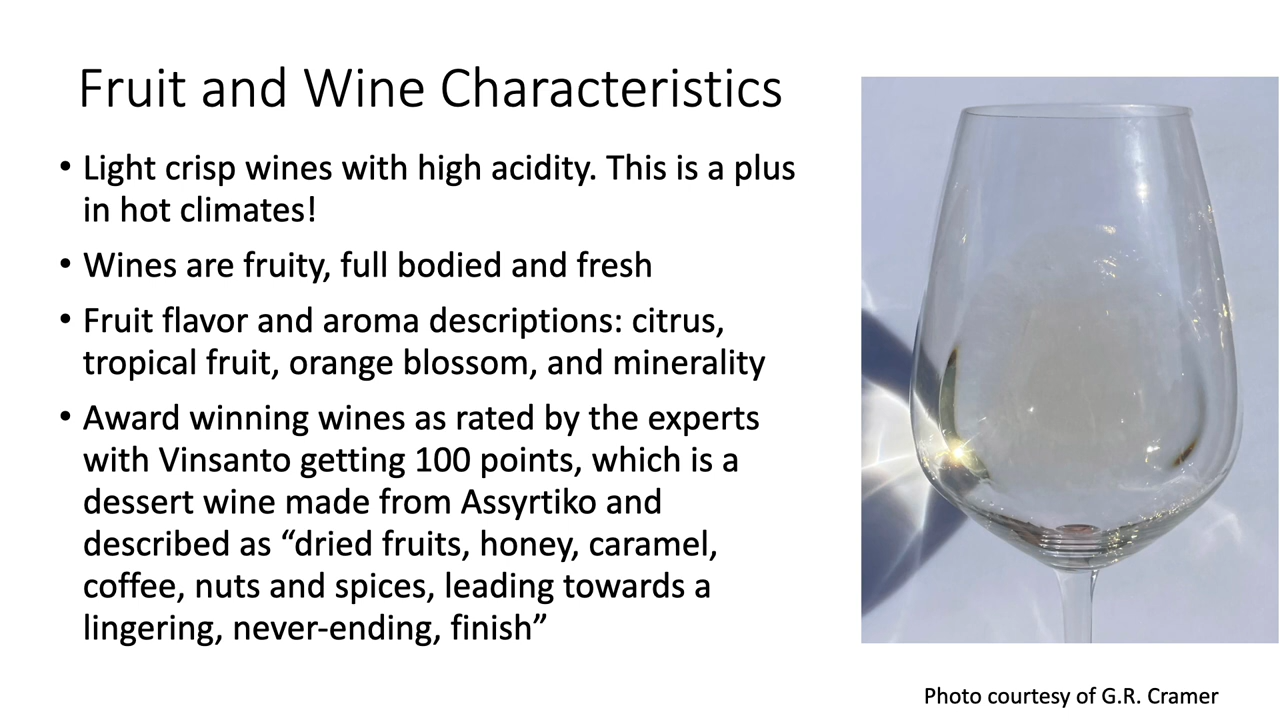 Fruit and Wine Characteristics
• Light crisp wines with high acidity. This is a plus
in hot climates!
• Wines are fruity, full bodied and fresh
• Fruit flavor and aroma descriptions: citrus,
tropical fruit, orange blossom, and minerality
• Award winning wines as rated by the experts
with Vinsanto getting 100 points, which is a
dessert wine made from Assyrtiko and
described as “dried fruits, honey, caramel,
coffee, nuts and spices, leading towards a
lingering, never-ending, finish”
Photo courtesy of G.R. Cramer